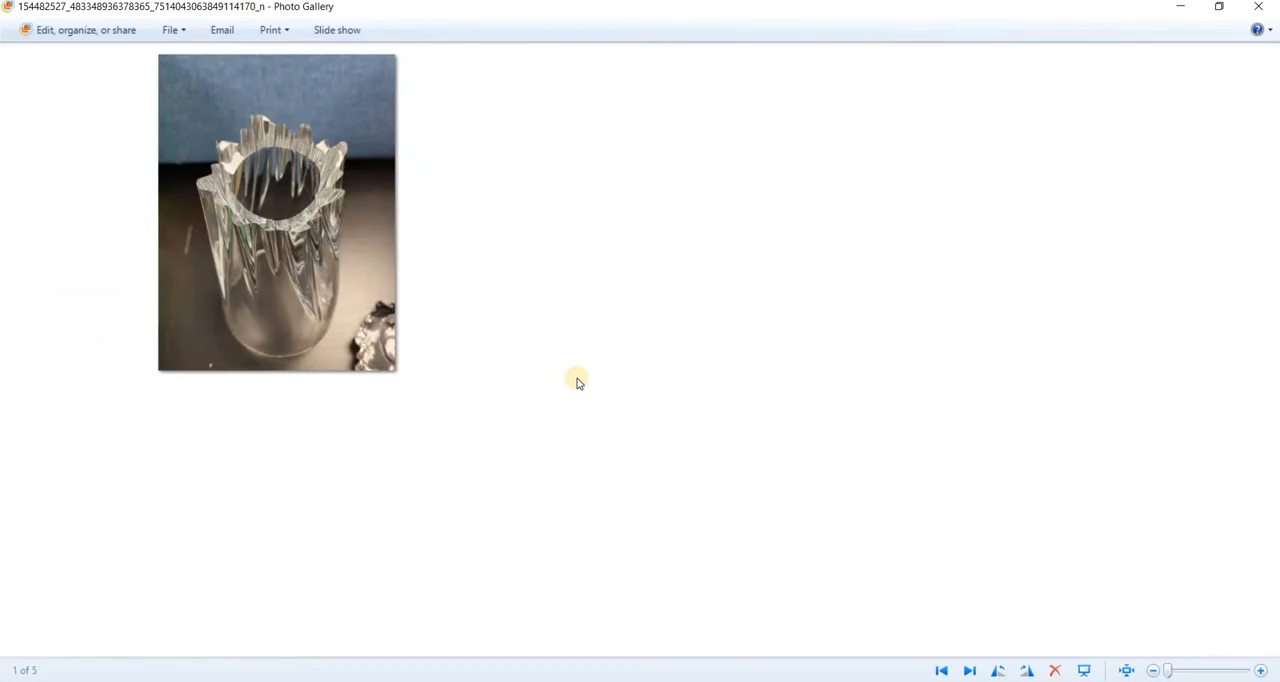 154482527_483348936378365_7514043063849114170_n - Photo Gallery
Edit, organize, or share File Email Print Slide show
1 of 5